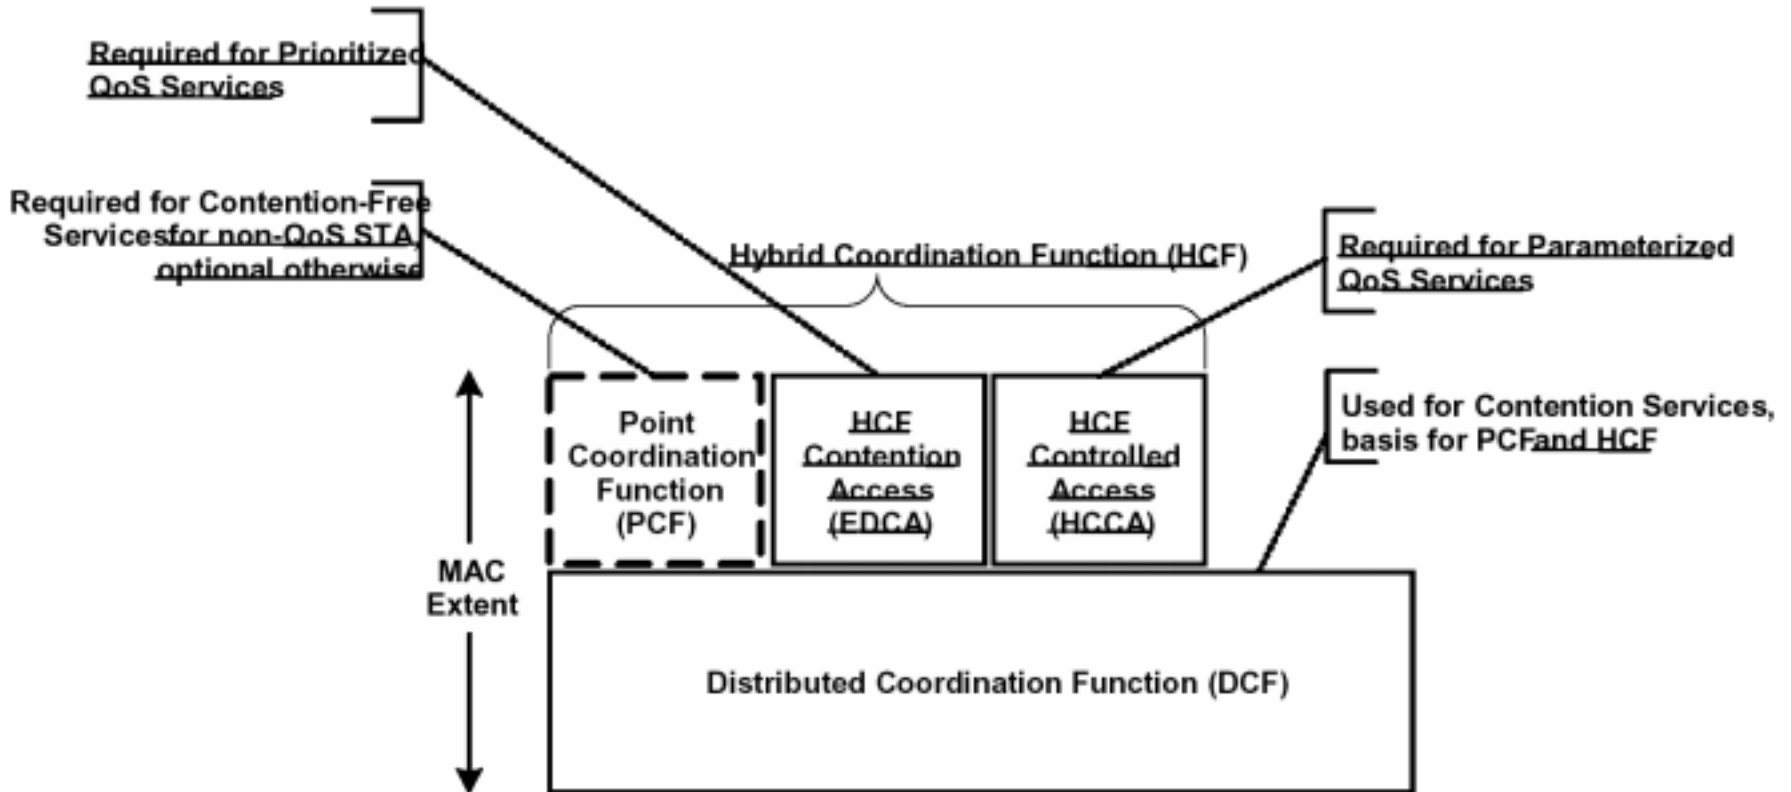 Required for Prioritized
QoS Services
Required for Contention-Free
Servicesfor non-QoS STA,
optional otherwise
Hybrid Coordination Function (HCF)
Required for Parameterized
QoS Services
Used for Contention Services,
basis for PCFand HCF
Point
Coordination
Function
(PCF)
HCF
Contention
Access
(EDCA)
HCF
Controlled
Access
(HCCA)
MAC
Extent
Distributed Coordination Function (DCF)